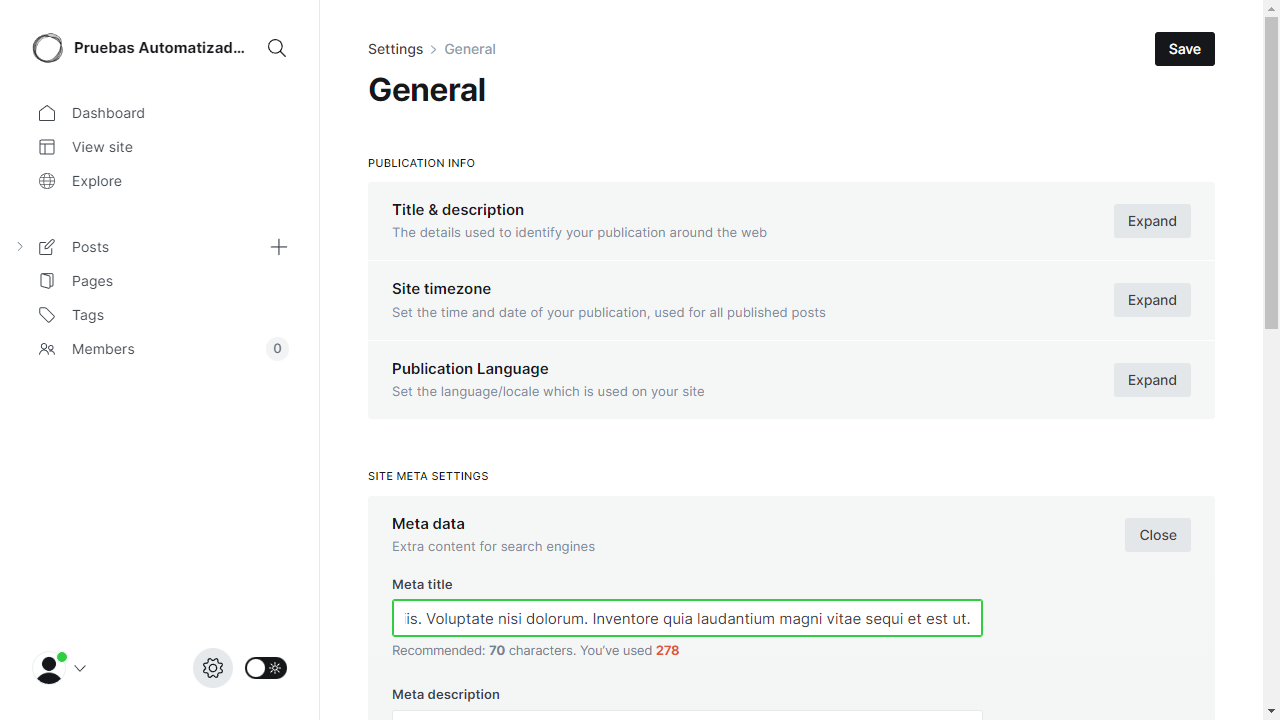 Pruebas Automatizad...
Dashboard
View site
Explore
Posts
Pages
Tags
Members
0
Settings
General
Save
General
PUBLICATION INFO
Title & description
The details used to identify your publication around the web
Expand
Site timezone
Set the time and date of your publication, used for all published posts
Expand
Publication Language
Set the language/locale which is used on your site
Expand
SITE META SETTINGS
Meta data
Extra content for search engines
Close
Meta title
is. Voluptate nisi dolorum. Inventore quia laudantium magni vitae sequi et est ut.
Recommended: 70 characters. You’ve used 278
Meta description